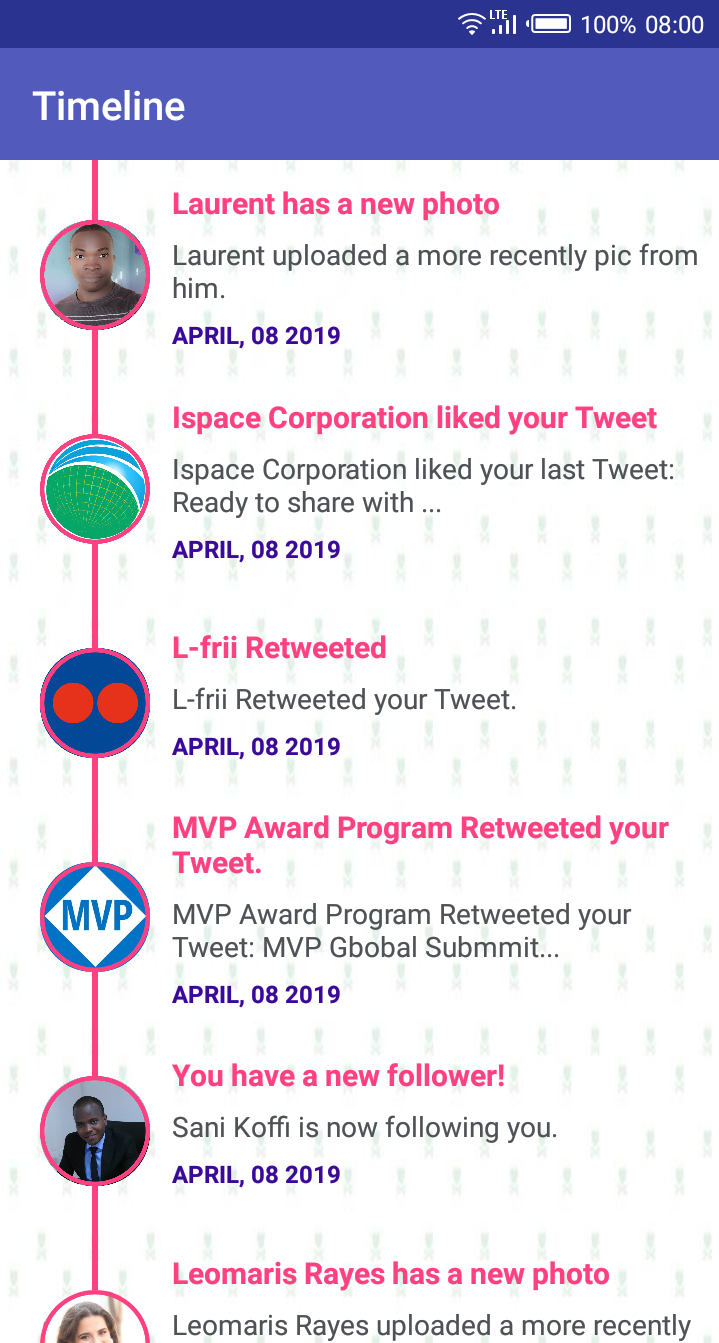 LTE 100% 08:00
Timeline
Laurent has a new photo
Laurent uploaded a more recently pic from
him.
APRIL, 08 2019
Ispace Corporation liked your Tweet
Ispace Corporation liked your last Tweet:
Ready to share with ...
APRIL, 08 2019
L-frii Retweeted
L-frii Retweeted your Tweet.
APRIL, 08 2019
MVP Award Program Retweeted your
Tweet.
MVP
MVP Award Program Retweeted your
Tweet: MVP Gbobal Submmit...
APRIL, 08 2019
You have a new follower!
Sani Koffi is now following you.
APRIL, 08 2019
Leomaris Rayes has a new photo
Leomaris Rayes uploaded a more recently